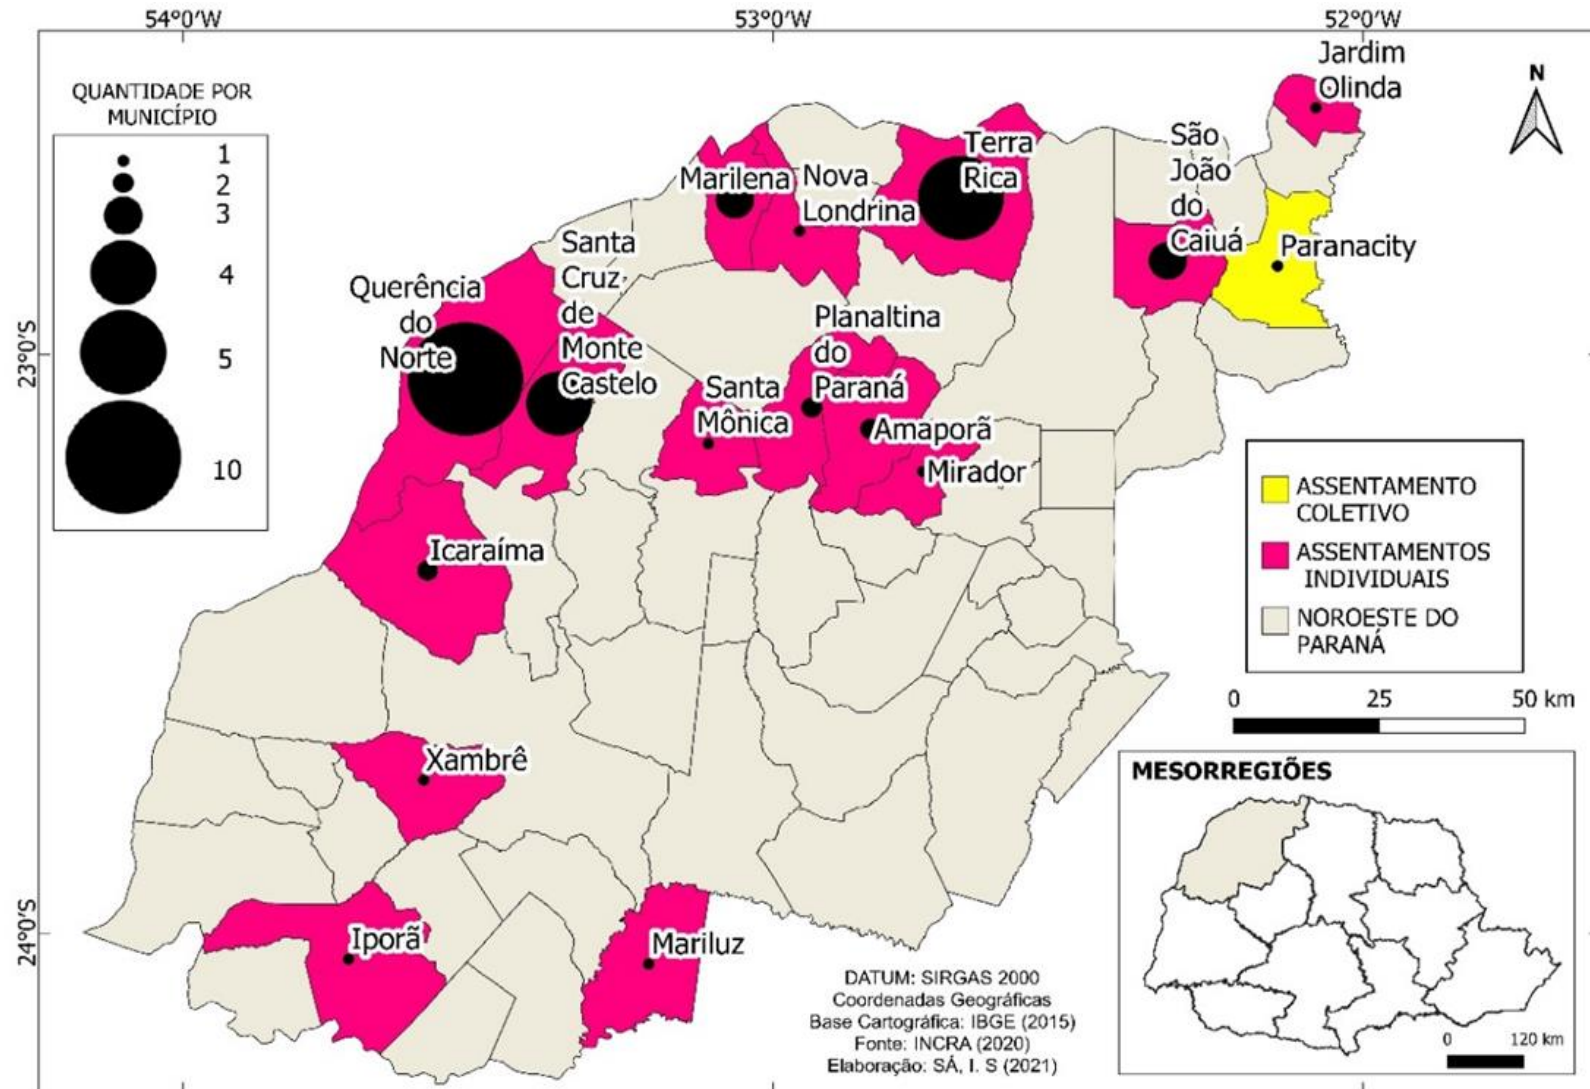 54°0′W
53°0′W
52°0′W
QUANTIDADE POR
MUNICÍPIO
1
2
3
4
5
10
Jardim
Olinda
N
São
João
do
Caiuá
Paranacity
Terra
Rica
Marilena
Nova
Londrina
Santa
Cruz
de
Monte
Castelo
Querência
do
Norte
Planaltina
do
Paraná
Santa
Mônica
Amaporã
Mirador
Icaraíma
Xambrê
Iporã
Mariluz
23°0′S
24°0′S
ASSENTAMENTO
COLETIVO
ASSENTAMENTOS
INDIVIDUAIS
NOROESTE DO
PARANÁ
0 25 50 km
MESORREGIÕES
0 120 km
DATUM: SIRGAS 2000
Coordenadas Geográficas
Base Cartográfica: IBGE (2015)
Fonte: INCRA (2020)
Elaboração: SÁ, I. S (2021)